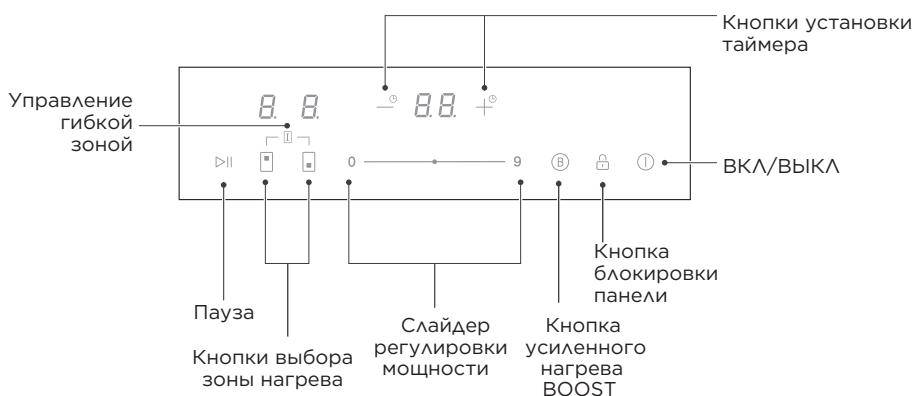 Кнопки установки
таймера
Управление
гибкой
зоной
8. 8.
88.
0
9
B
ВКЛ/ВЫКЛ
Кнопка
блокировки
панели
Пауза
Кнопки выбора
зоны нагрева
Слайдер
регулировки
мощности
Кнопка
усиленного
нагрева
BOOST